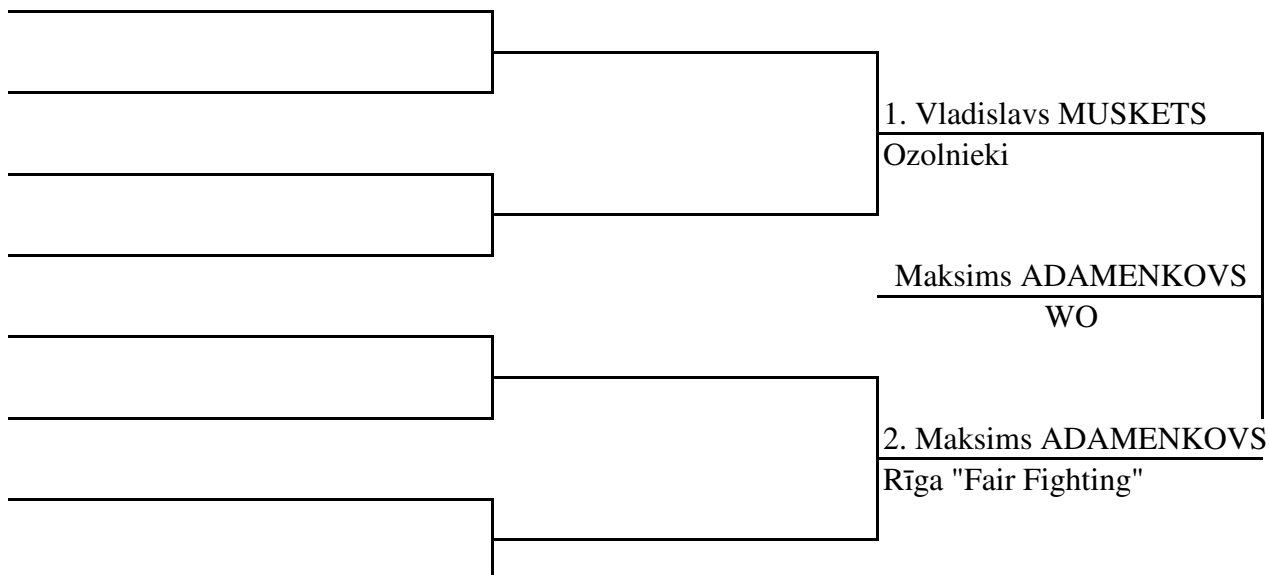 1. Vladislavs MUSKETS
Ozolnieki
Maksims ADAMENKOVS
WO
2. Maksims ADAMENKOVS
Rīga "Fair Fighting"